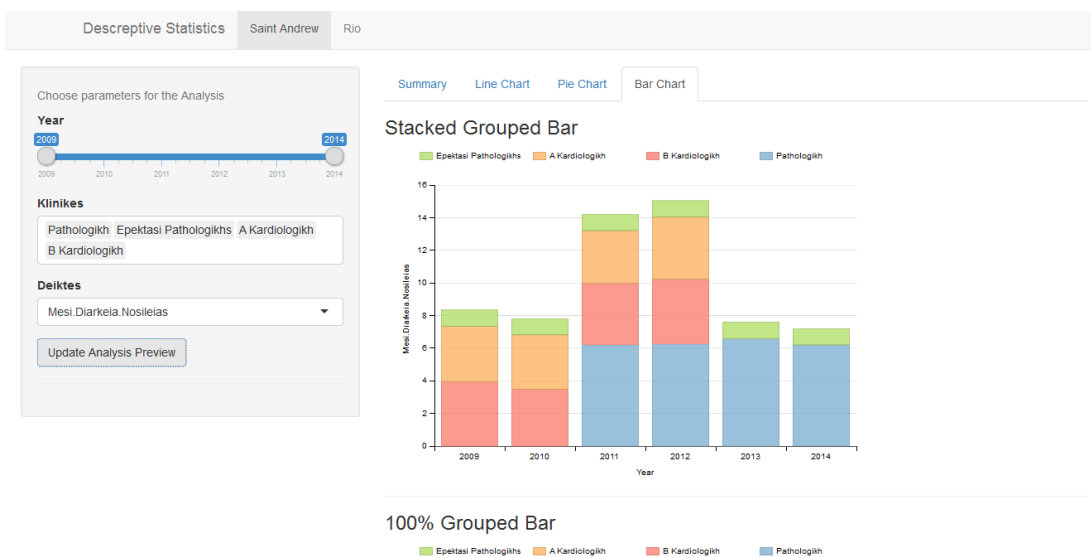 Descreptive Statistics Saint Andrew Rio
Choose parameters for the Analysis
Year
2009 2014
2009 2010 2011 2012 2013 2014
Klinikes
Pathologikh Epektasi Pathologikhs A Kardiologikh
B Kardiologikh
Deiktes
Mesi.Diarkeia.Nosileias
Update Analysis Preview
Summary Line Chart Pie Chart Bar Chart
Stacked Grouped Bar
Epektasi Pathologikhs A Kardiologikh B Kardiologikh Pathologikh
16
14
12
10
8
6
4
2
0
Mesi.Diarkeia.Nosileias
2009 2010 2011 2012 2013 2014
Year
100% Grouped Bar
Epektasi Pathologikhs A Kardiologikh B Kardiologikh Pathologikh